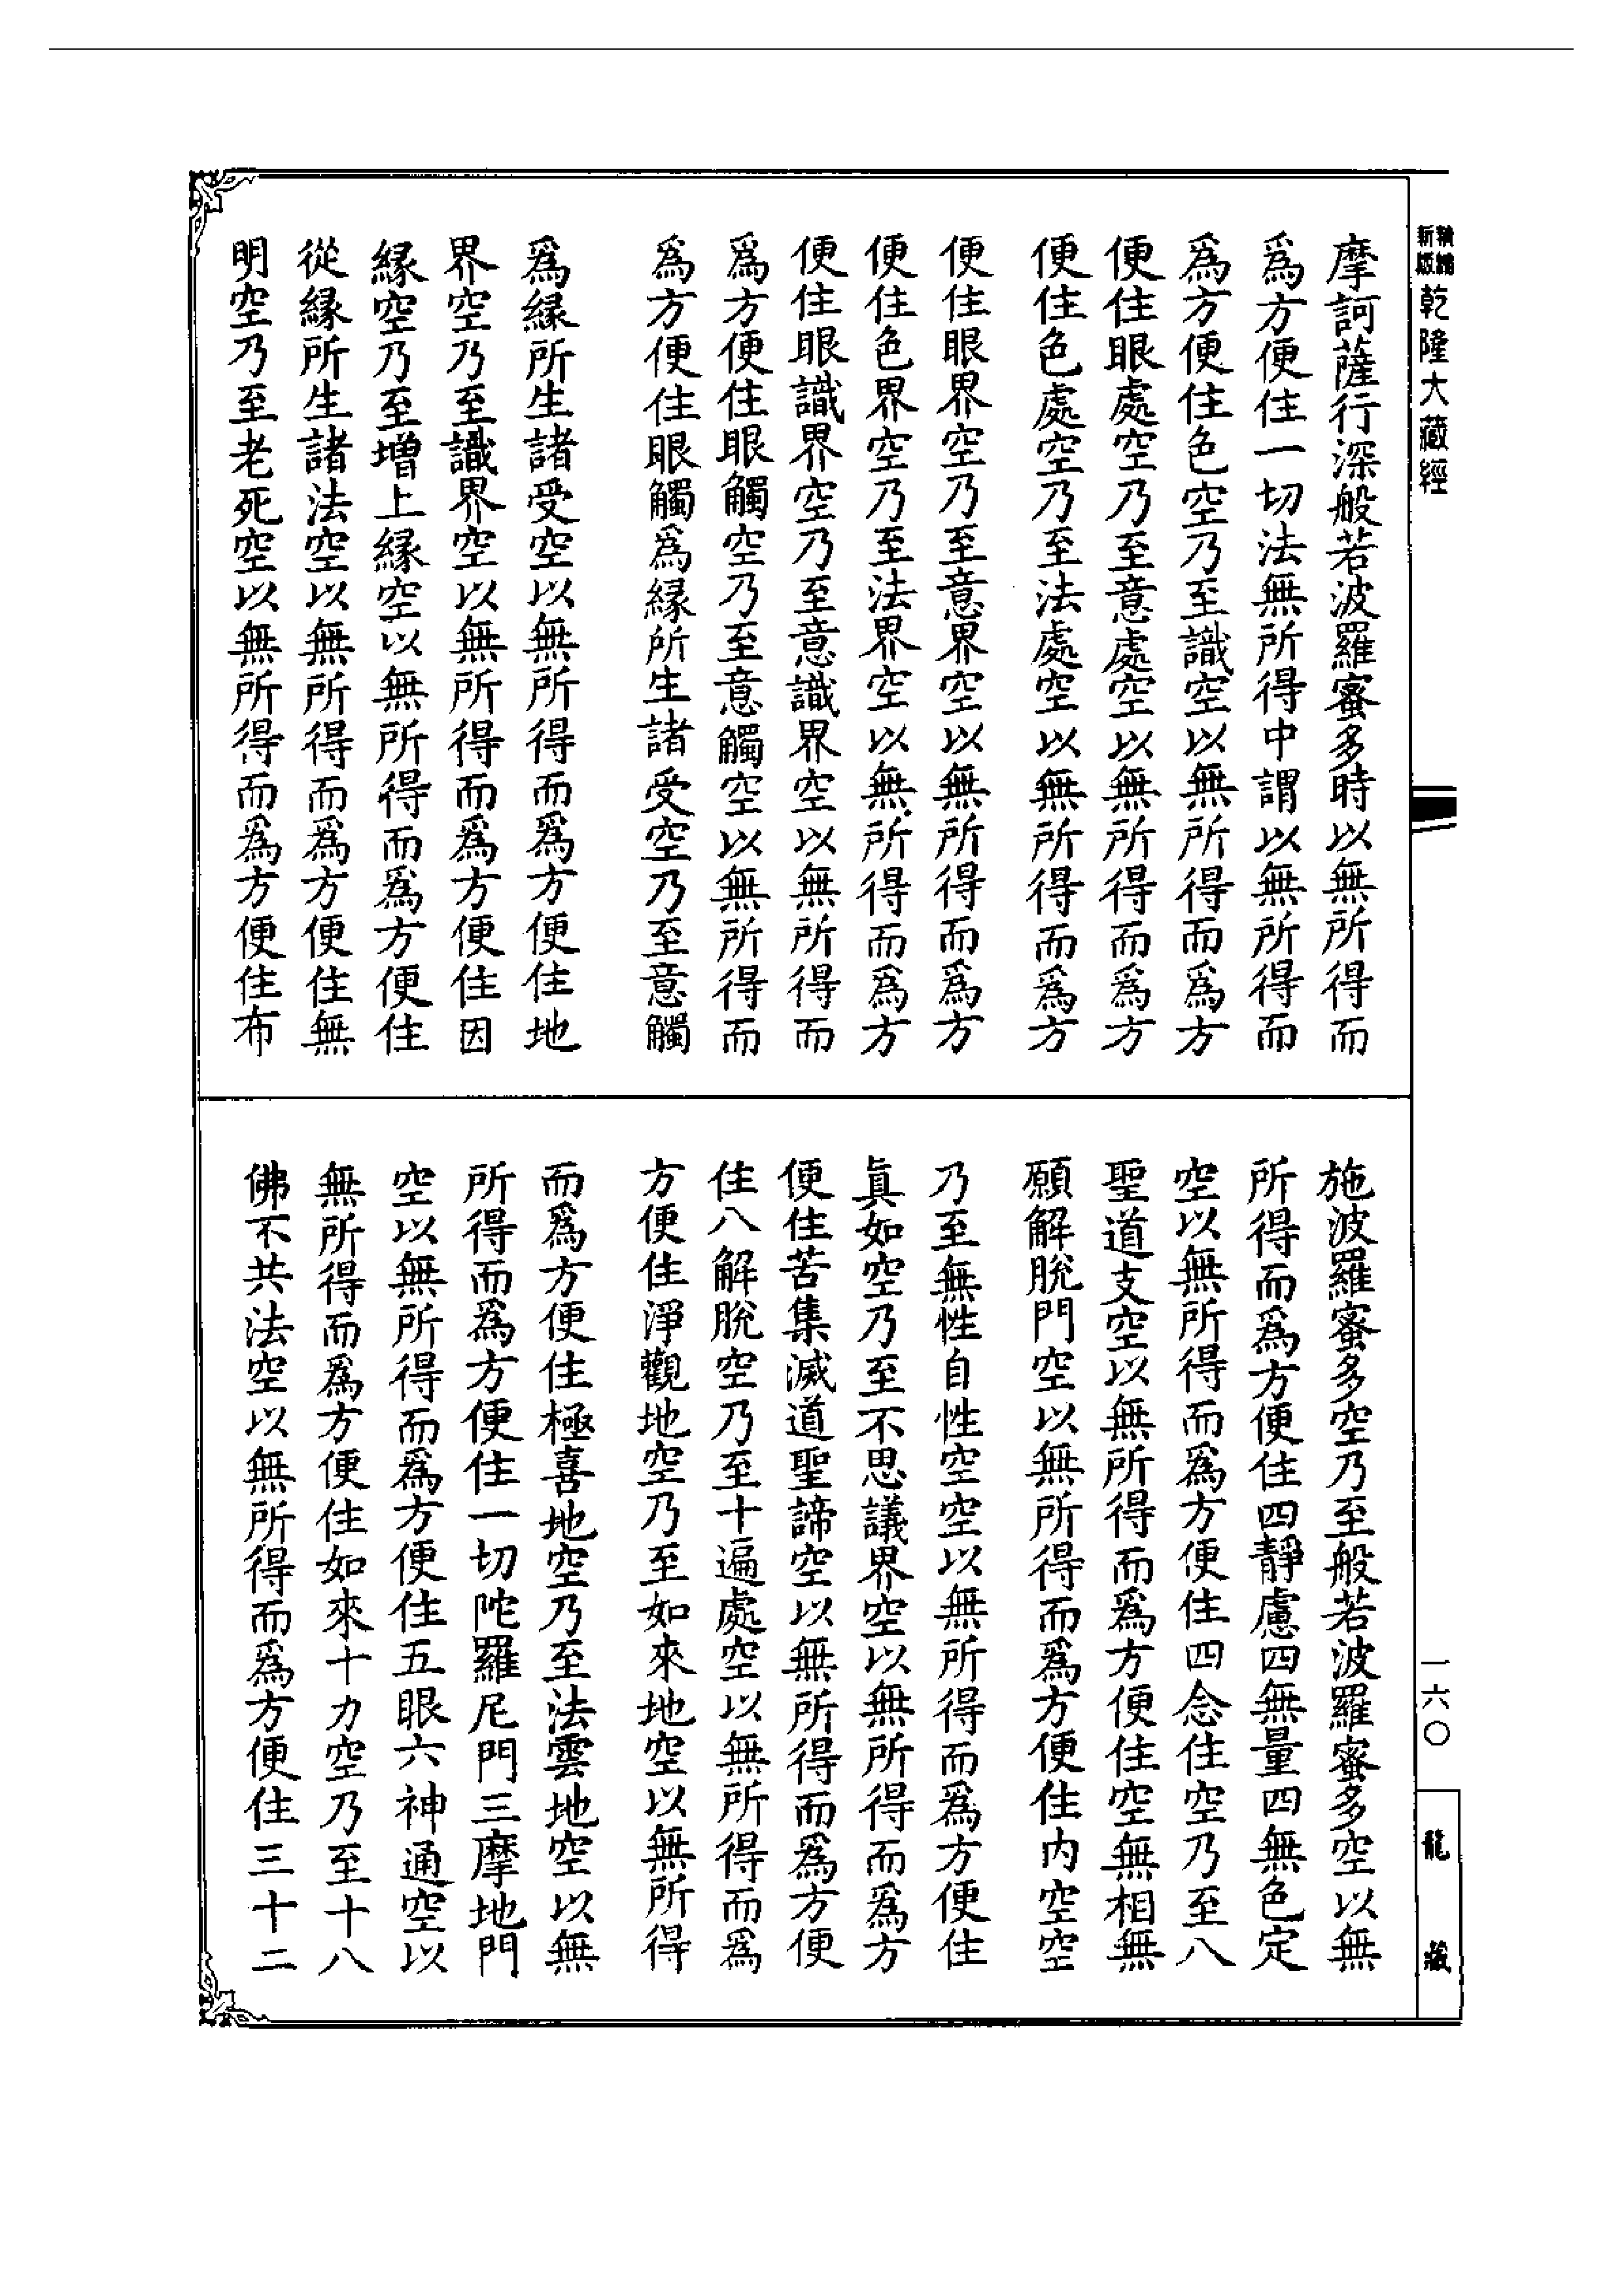 新版
乾隆大藏經
摩訶薩行深般若波羅蜜多時以無所得而
爲方便住一切法無所得中謂以無所得而
爲方便住色空乃至識空以無所得而爲方
便住眼處空乃至意處空以無所得而爲方
便住色處空乃至法處空以無所得而爲方
便住眼界空乃至意界空以無所得而爲方
便住色界空乃至法界空以無所得而爲方
便住眼識界空乃至意識界空以無所得而
爲方便住眼觸空乃至意觸空以無所得而
爲方便住眼觸爲緣所生諸受空乃至意觸
爲緣所生諸受空以無所得而爲方便住地
界空乃至識界空以無所得而爲方便住因
緣空乃至增上緣空以無所得而爲方便住
從緣所生諸法空以無所得而爲方便住無
明空乃至老死空以無所得而爲方便住布
施波羅蜜多空乃至般若波羅蜜多空以無
所得而爲方便住四靜慮四無量四無色定
空以無所得而爲方便住四念住空乃至八
聖道支空以無所得而爲方便住空無相無
願解脫門空以無所得而爲方便住內空空
乃至無性自性空空以無所得而爲方便住
眞如空乃至不思議界空以無所得而爲方
便住苦集滅道聖諦空以無所得而爲方便
住八解脫空乃至十遍處空以無所得而爲
方便住淨觀地空乃至如來地空以無所得
而爲方便住極喜地空乃至法雲地空以無
所得而爲方便住一切陀羅尼門三摩地門
空以無所得而爲方便住五眼六神通空以
無所得而爲方便住如來十力空乃至十八
佛不共法空以無所得而爲方便住三十二
一六〇
龍藏